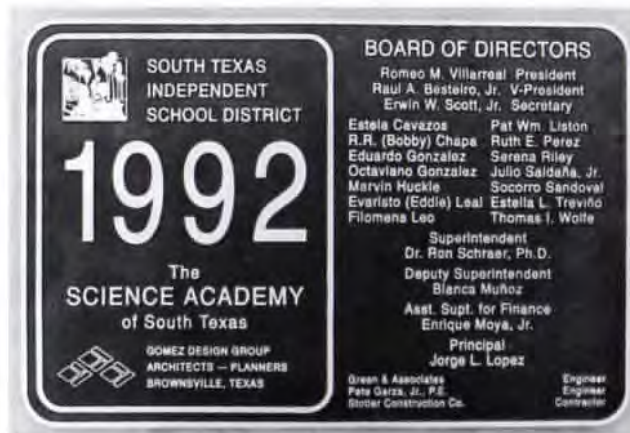 SOUTH TEXAS
INDEPENDENT
SCHOOL DISTRICT
1992
The
SCIENCE ACADEMY
of South Texas
GOMEZ DESIGN GROUP
ARCHITECTS — PLANNERS
BROWNSVILLE, TEXAS
BOARD OF DIRECTORS
Romeo M. Villarreal President
Raul A. Besteiro, Jr. V-President
Erwin W. Scott, Jr. Secretary
Estela Cavazos Pat Wm. Liston
R.R. (Bobby) Chapa Ruth E. Perez
Eduardo Gonzalez Serena Riley
Octaviano Gonzalez Julio Saldaña, Jr.
Marvin Huckle Socorro Sandoval
Evaristo (Eddie) Leal Estella L. Treviño
Filomena Leo Thomas I. Wolfe
Superintendent
Dr. Ron Schraer, Ph.D.
Deputy Superintendent
Blanca Muñoz
Asst. Supt. for Finance
Enrique Moya, Jr.
Principal
Jorge L. Lopez
Green & Associates Engineer
Pete Garza, Jr., P.E. Engineer
Stotler Construction Co. Contractor